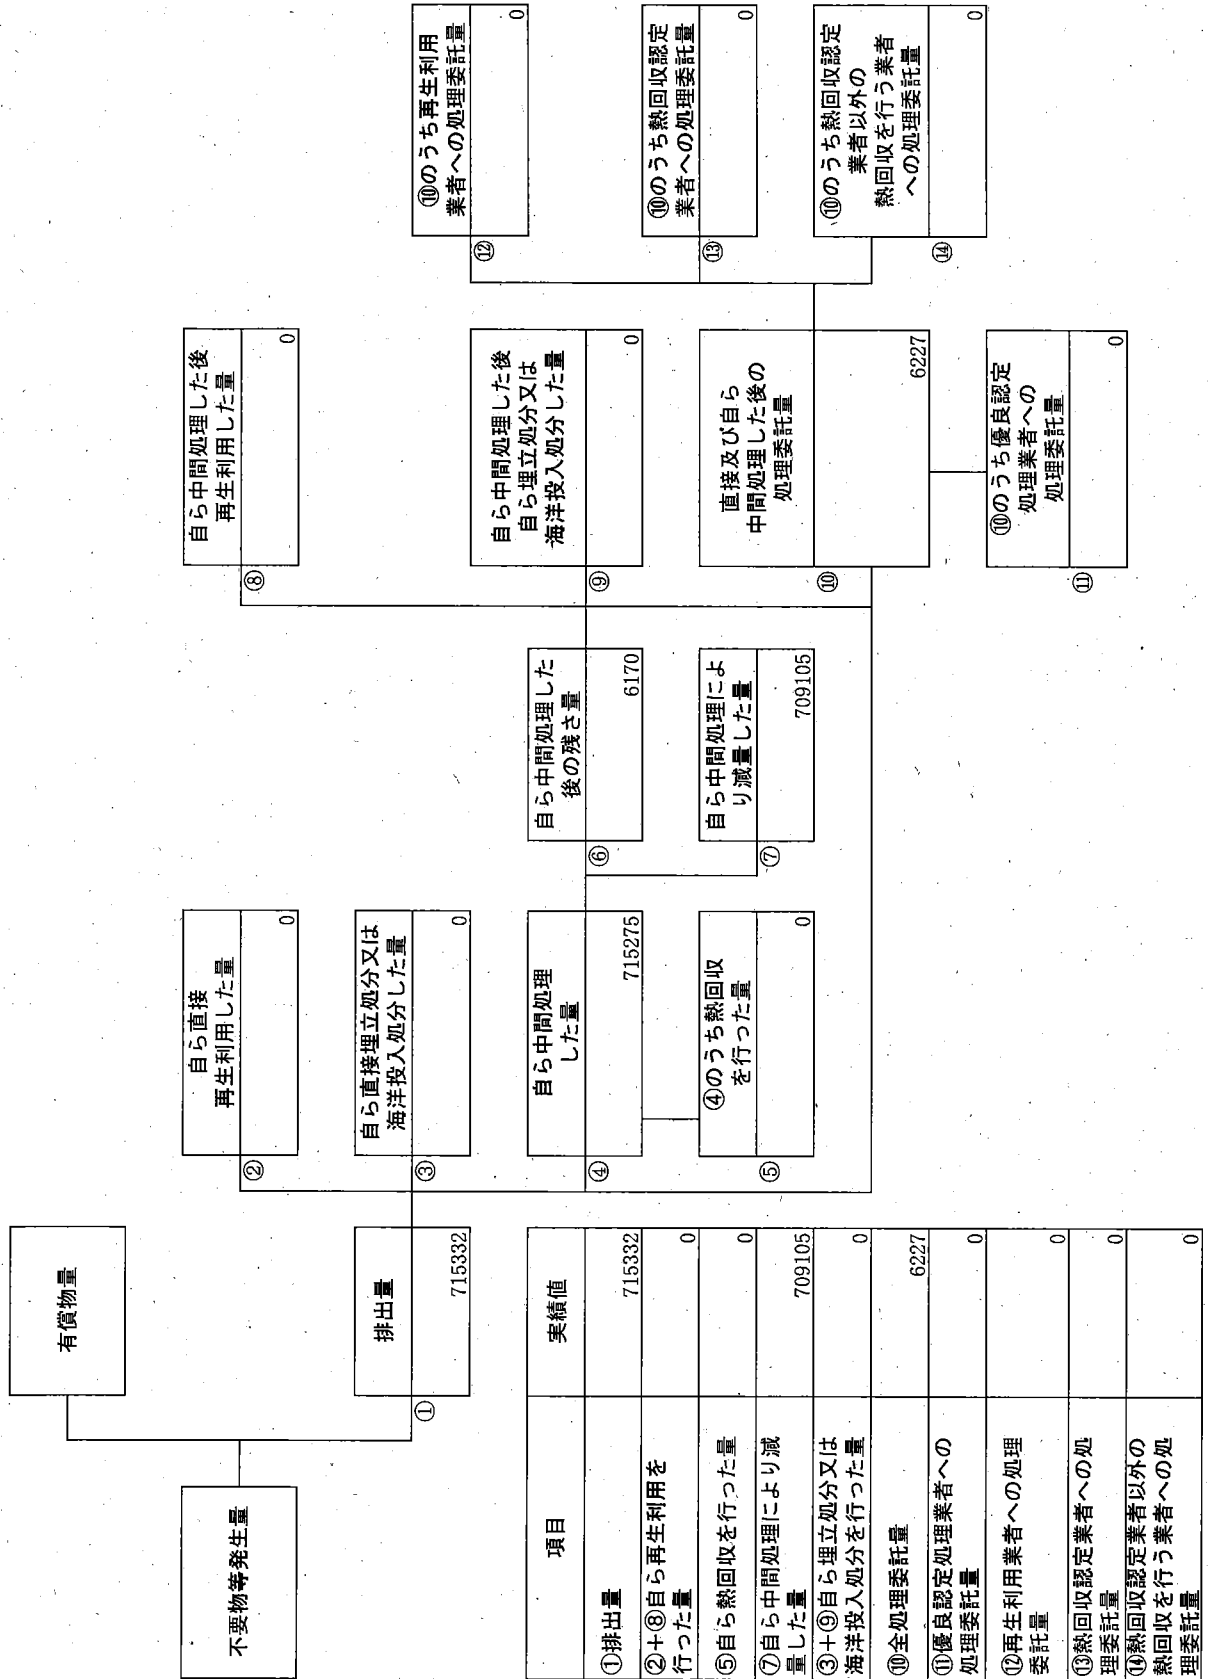 不要物等発生量
有償物量
①
排出量
715332
②
自ら直接
再生利用した量
0
③
自ら直接埋立処分又は
海洋投入処分した量
0
④
自ら中間処理
した量
715275
⑤
④のうち熱回収
を行った量
0
⑥
自ら中間処理した
後の残さ量
6170
⑦
自ら中間処理によ
り減量した量
709105
⑧
自ら中間処理した後
再生利用した量
0
⑨
自ら中間処理した後
自ら埋立処分又は
海洋投入処分した量
0
⑩
直接及び自ら
中間処理した後の
処理委託量
6227
⑪
⑩のうち優良認定
処理業者への
処理委託量
0
⑫
⑩のうち再生利用
業者への処理委託量
0
⑬
⑩のうち熱回収認定
業者への処理委託量
0
⑭
⑩のうち熱回収認定
業者以外の
熱回収を行う業者
への処理委託量
0
項目 実績値
①排出量 715332
②+⑧自ら再生利用を
行った量 0
⑤自ら熱回収を行った量 0
⑦自ら中間処理により減
量した量 709105
③+⑨自ら埋立処分又は
海洋投入処分を行った量 0
⑩全処理委託量 6227
⑪優良認定処理業者への
処理委託量 0
⑫再生利用業者への処理
委託量 0
⑬熱回収認定業者への処
理委託量 0
⑭熱回収認定業者以外の
熱回収を行う業者への処
理委託量 0